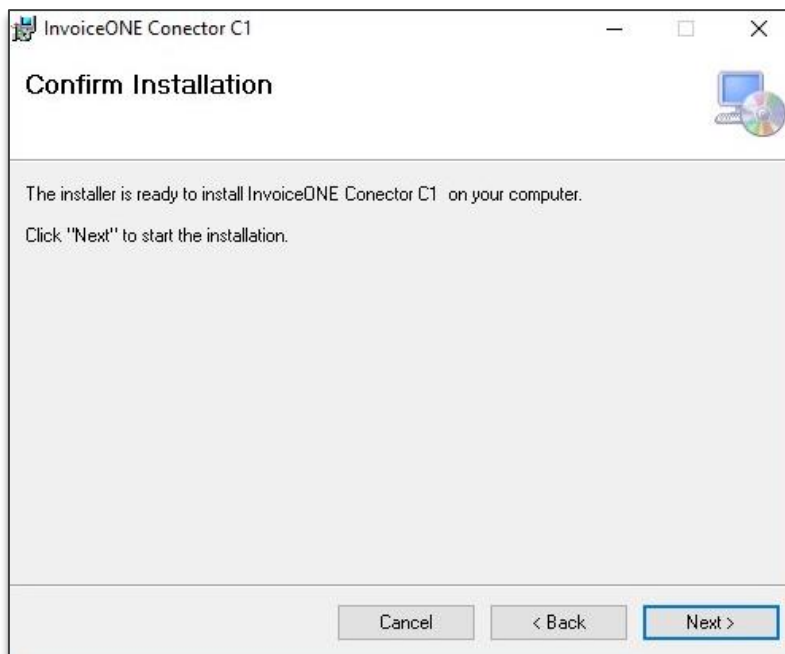 InvoiceONE Conector C1
Confirm Installation
The installer is ready to install InvoiceONE Conector C1  on your computer.
Click "Next" to start the installation.
Cancel
< Back
Next >